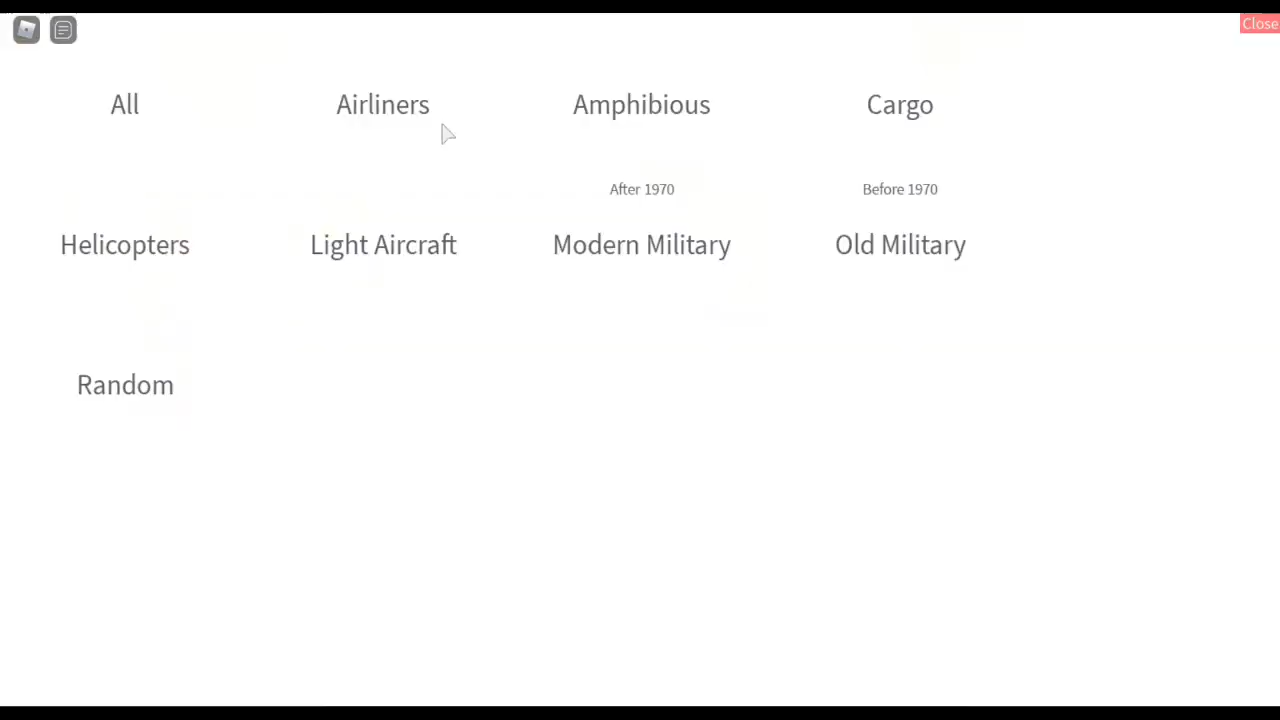 Close
All
Airliners
Amphibious
Cargo
After 1970
Before 1970
Helicopters
Light Aircraft
Modern Military
Old Military
Random